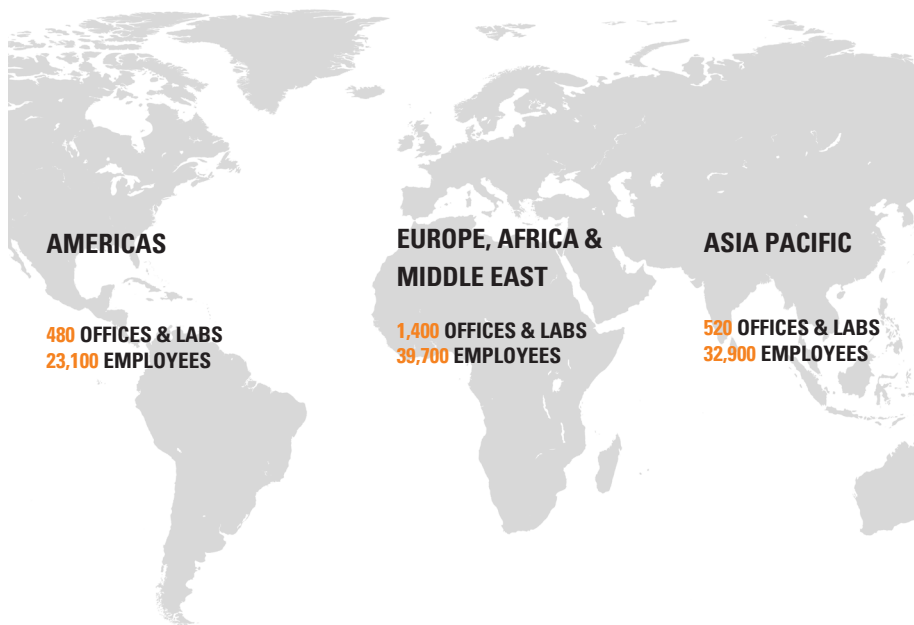 AMERICAS
480 OFFICES & LABS
23,100 EMPLOYEES
EUROPE, AFRICA &
MIDDLE EAST
1,400 OFFICES & LABS
39,700 EMPLOYEES
ASIA PACIFIC
520 OFFICES & LABS
32,900 EMPLOYEES